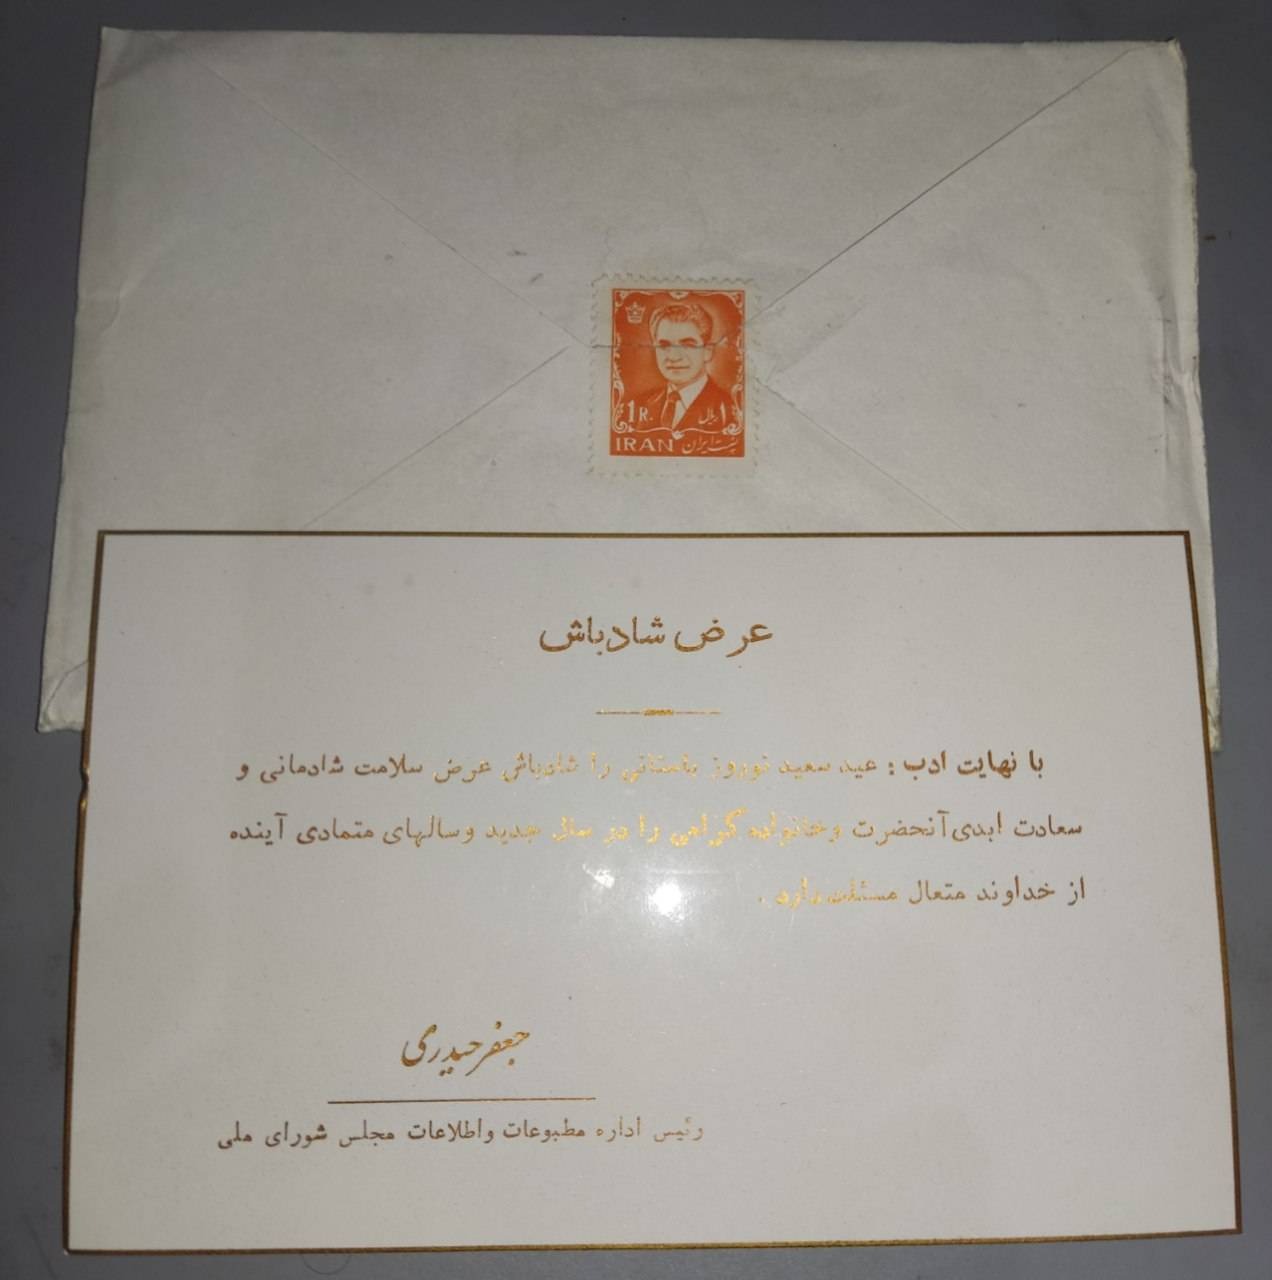 1R.
۱ ریال
IRAN پست ایران
عرض شادباش
با نهایت ادب : عید سعید نوروز باستانی را شادباش عرض سلامت شادمانی و
سعادت ابدی آنحضرت و خانواده گرامی را در سال جدید و سالهای متمادی آینده
از خداوند متعال مسئلت دارد .
جعفر حیدری
رئیس اداره مطبوعات و اطلاعات مجلس شورای ملی